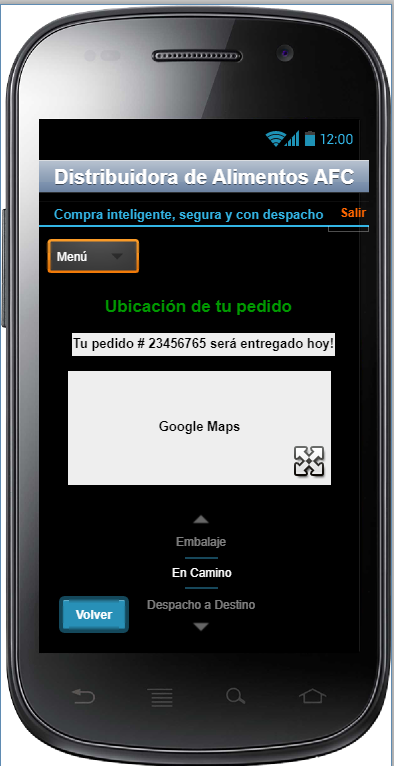 12:00
Distribuidora de Alimentos AFC
Compra inteligente, segura y con despacho
Salir
Menú
Ubicación de tu pedido
Tu pedido # 23456765 será entregado hoy!
Google Maps
Embalaje
En Camino
Despacho a Destino
Volver